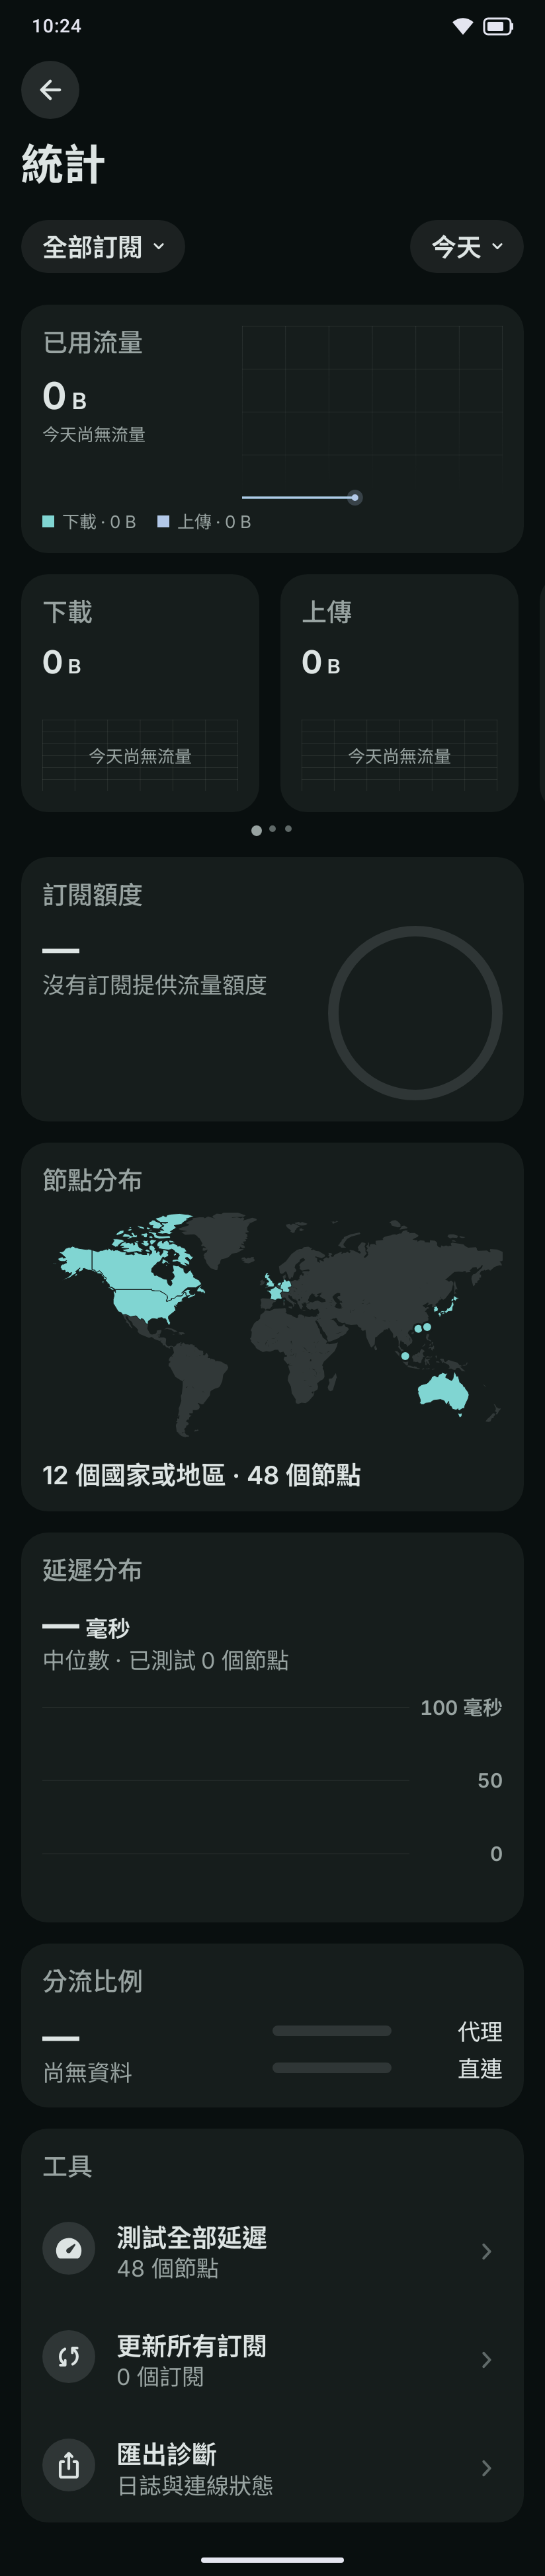 10:24
統計
全部訂閱
今天
已用流量
0 B
今天尚無流量
下載 · 0 B
上傳 · 0 B
下載
0 B
今天尚無流量
上傳
0 B
今天尚無流量
訂閱額度
—
沒有訂閱提供流量額度
節點分布
12 個國家或地區 · 48 個節點
延遲分布
— 毫秒
中位數 · 已測試 0 個節點
100 毫秒
50
0
分流比例
—
尚無資料
代理
直連
工具
測試全部延遲
48 個節點
更新所有訂閱
0 個訂閱
匯出診斷
日誌與連線狀態